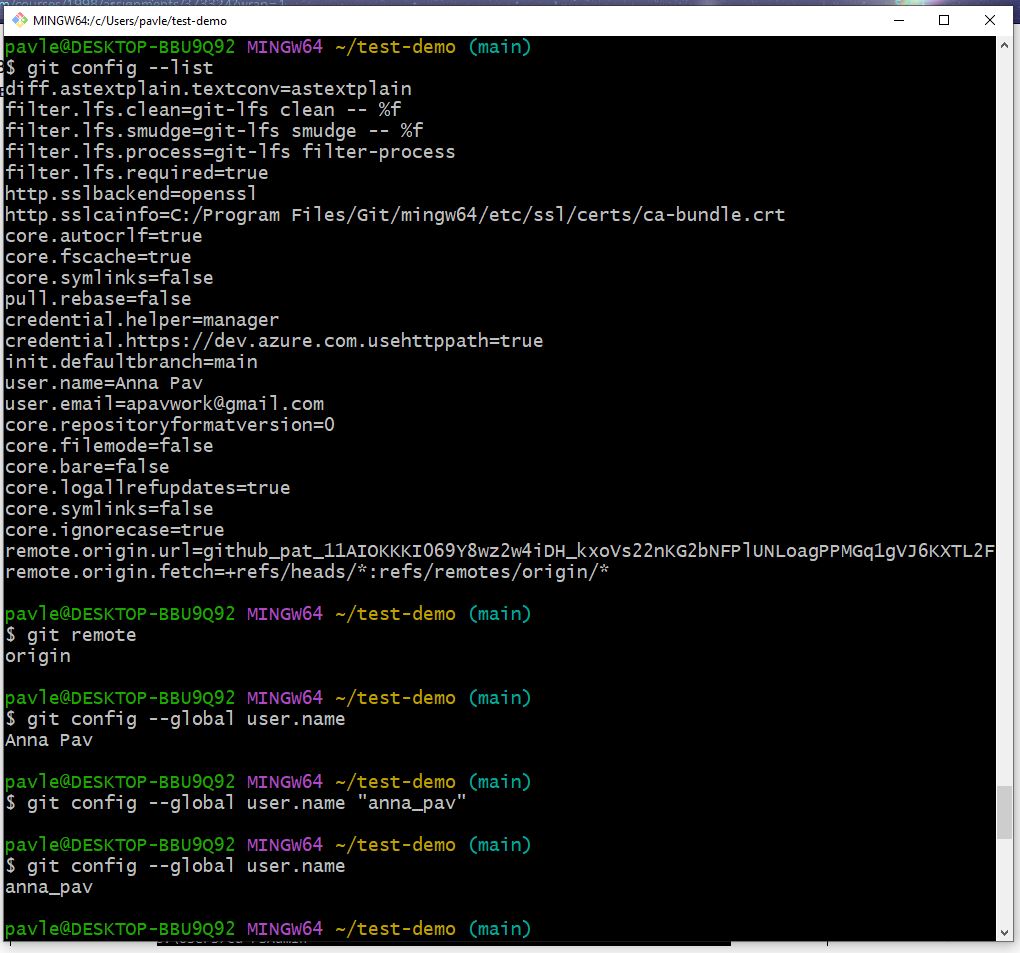 MINGW64:/c/Users/pavle/test-demo
pavle@DESKTOP-BBU9Q92 MINGW64 ~/test-demo (main)
$ git config --list
diff.astextplain.textconv=astextplain
filter.lfs.clean=git-lfs clean -- %f
filter.lfs.smudge=git-lfs smudge -- %f
filter.lfs.process=git-lfs filter-process
filter.lfs.required=true
http.sslbackend=openssl
http.sslcainfo=C:/Program Files/Git/mingw64/etc/ssl/certs/ca-bundle.crt
core.autocrlf=true
core.fscache=true
core.symlinks=false
pull.rebase=false
credential.helper=manager
credential.https://dev.azure.com.usehttppath=true
init.defaultbranch=main
user.name=Anna Pav
user.email=apavwork@gmail.com
core.repositoryformatversion=0
core.filemode=false
core.bare=false
core.logallrefupdates=true
core.symlinks=false
core.ignorecase=true
remote.origin.url=github_pat_11AIOKKKI069Y8wz2w4iDH_kxoVs22nKG2bNFPlUNLoagPPMGq1gVJ6KXTL2F
remote.origin.fetch=+refs/heads/*:refs/remotes/origin/*
pavle@DESKTOP-BBU9Q92 MINGW64 ~/test-demo (main)
$ git remote
origin
pavle@DESKTOP-BBU9Q92 MINGW64 ~/test-demo (main)
$ git config --global user.name
Anna Pav
pavle@DESKTOP-BBU9Q92 MINGW64 ~/test-demo (main)
$ git config --global user.name "anna_pav"
pavle@DESKTOP-BBU9Q92 MINGW64 ~/test-demo (main)
$ git config --global user.name
anna_pav
pavle@DESKTOP-BBU9Q92 MINGW64 ~/test-demo (main)